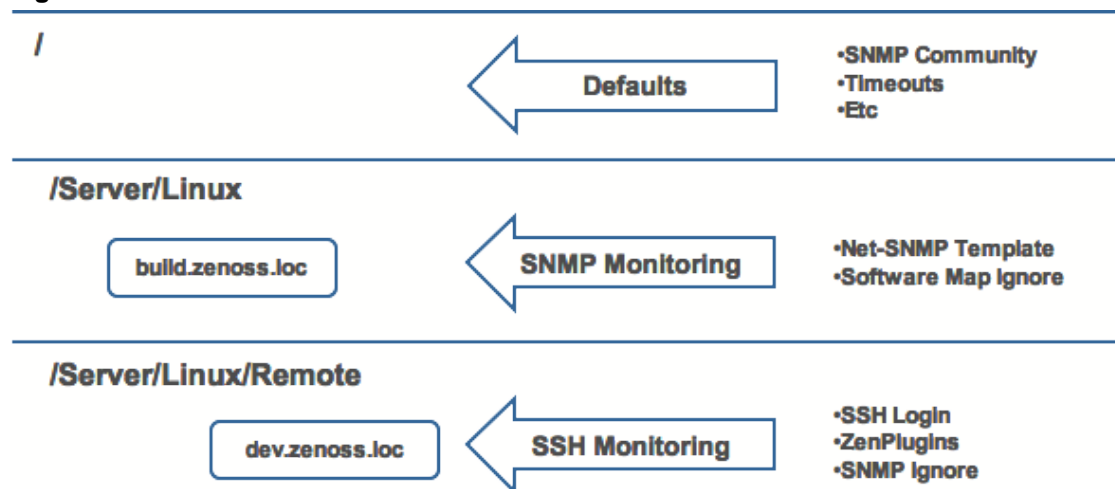 /
Defaults
•SNMP Community
•Timeouts
•Etc
/Server/Linux
build.zenoss.loc
SNMP Monitoring
•Net-SNMP Template
•Software Map Ignore
/Server/Linux/Remote
dev.zenoss.loc
SSH Monitoring
•SSH Login
•ZenPlugins
•SNMP Ignore